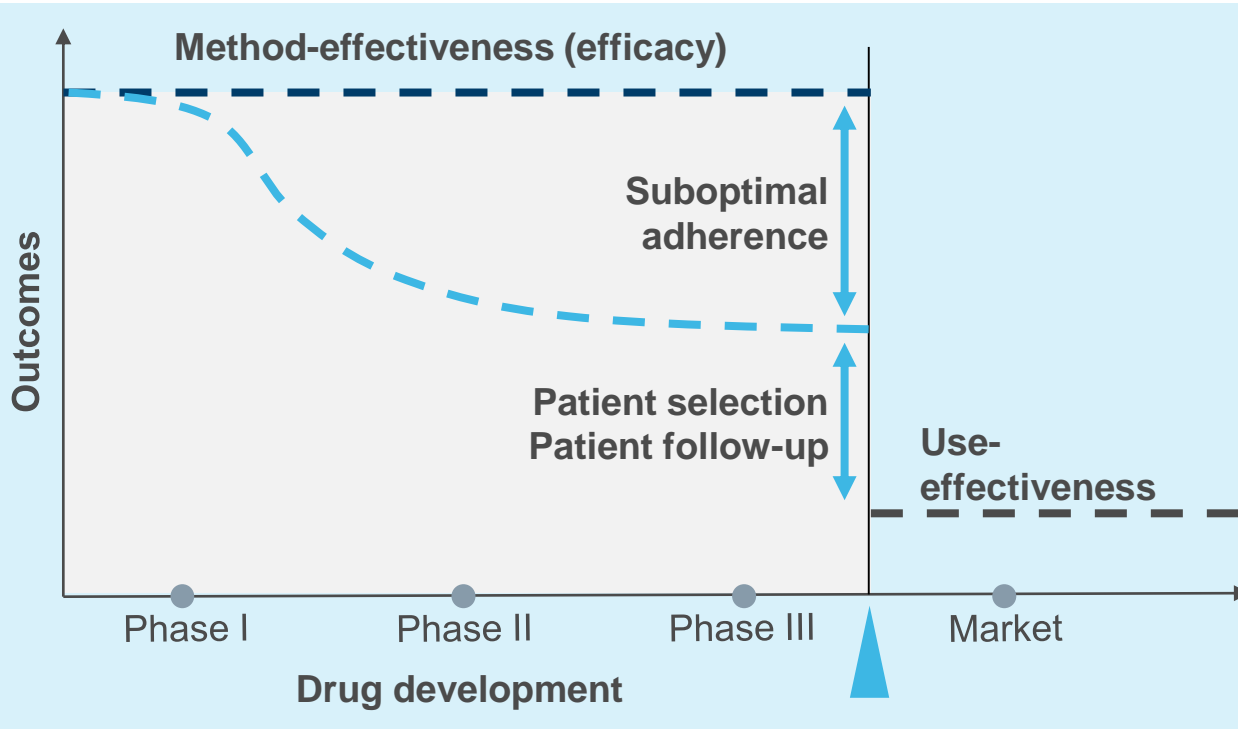 Method-effectiveness (efficacy)
Outcomes
Suboptimal
adherence
Patient selection
Patient follow-up
Use-
effectiveness
Phase I
Phase II
Phase III
Market
Drug development